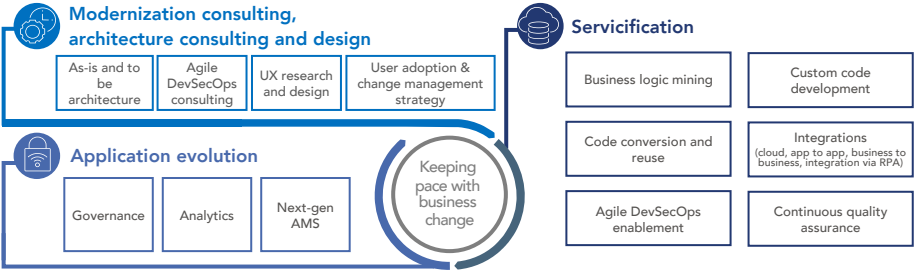 Modernization consulting,
architecture consulting and design
As-is and to
be
architecture
Agile
DevSecOps
consulting
UX research
and design
User adoption &
change management
strategy
Application evolution
Governance
Analytics
Next-gen
AMS
Keeping
pace with
business
change
Servicification
Business logic mining
Custom code
development
Code conversion and
reuse
Integrations
(cloud, app to app, business to
business, integration via RPA)
Agile DevSecOps
enablement
Continuous quality
assurance